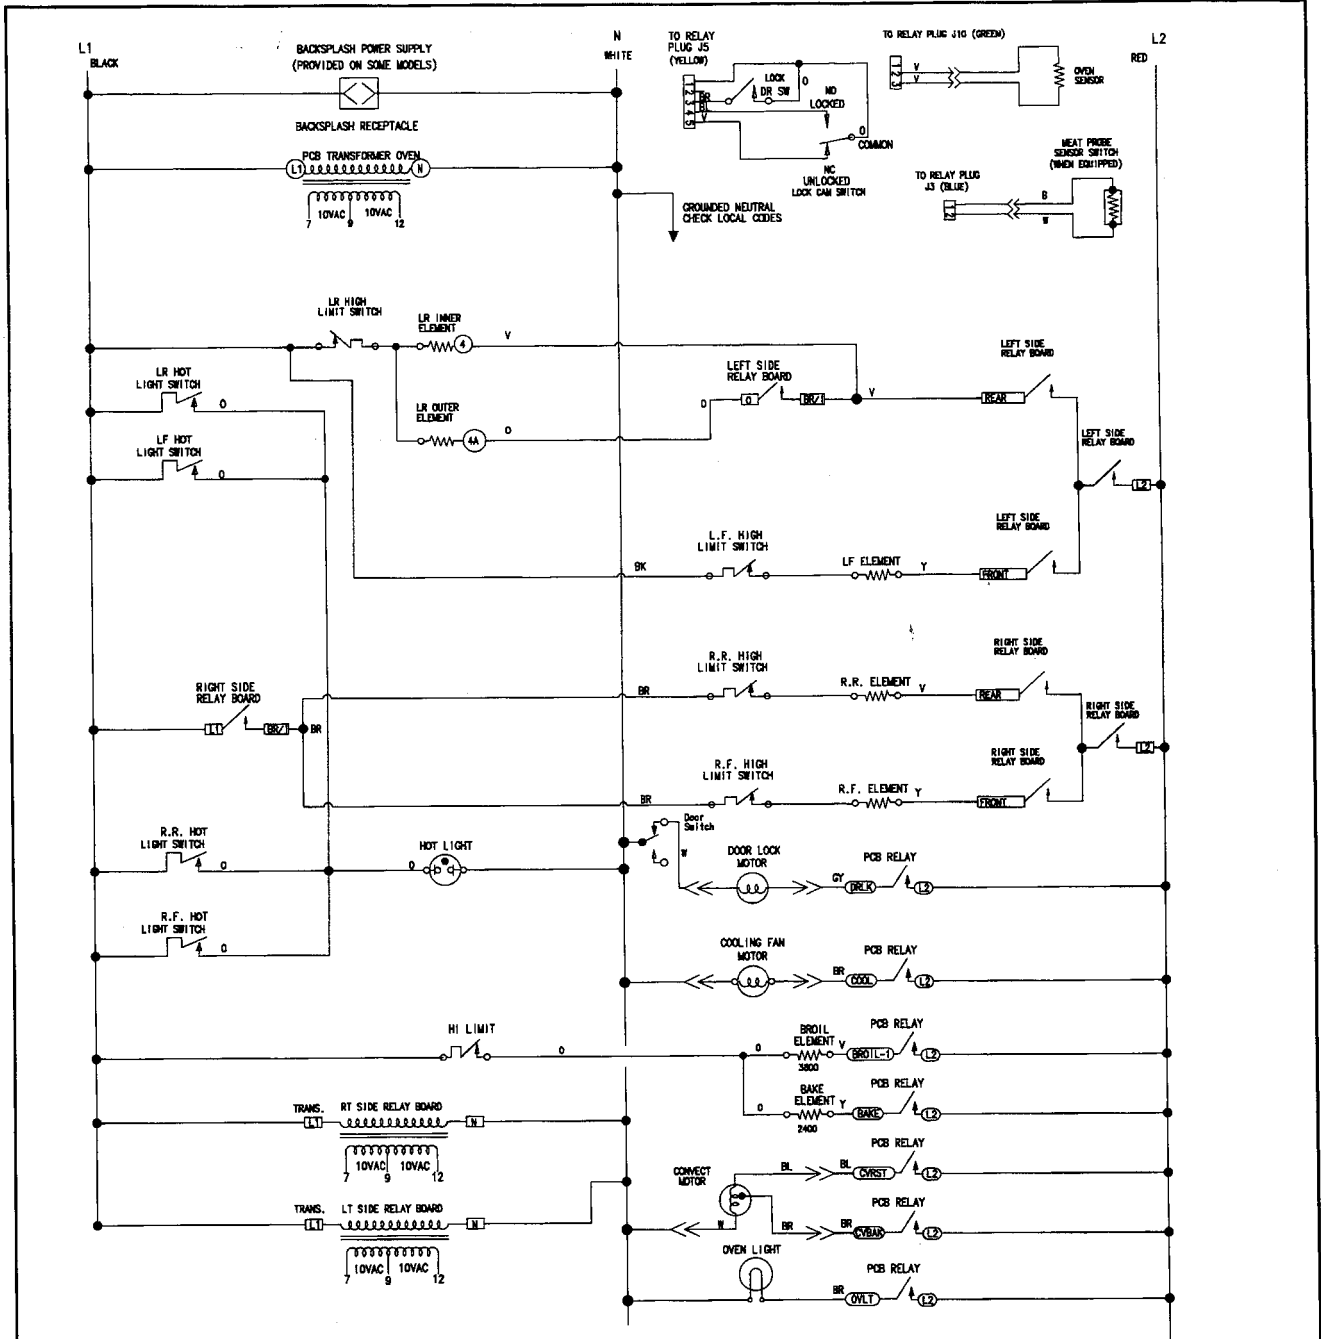 L1
BLACK
BACKSPLASH POWER SUPPLY
(PROVIDED ON SOME MODELS)
BACKSPLASH RECEPTACLE
N
WHITE
TO RELAY
PLUG J5
(YELLOW)
1
2
3
4
5
BR
BL
V
LOCK
DR SW
O
NO
LOCKED
O
COMMON
NC
UNLOCKED
LOCK CAM SWITCH
TO RELAY PLUG J10 (GREEN)
1
2
3
V
V
OVEN
SENSOR
L2
RED
MEAT PROBE
SENSOR SWITCH
(WHEN EQUIPPED)
TO RELAY PLUG
J3 (BLUE)
1
2
B
W
PCB TRANSFORMER OVEN
L1
N
10VAC 10VAC
7 9 12
GROUNDED NEUTRAL
CHECK LOCAL CODES
LR HIGH
LIMIT SWITCH
LR INNER
ELEMENT
4
V
LR HOT
LIGHT SWITCH
O
LR OUTER
ELEMENT
4A
O
LEFT SIDE
RELAY BOARD
O
O
BR/1
V
LEFT SIDE
RELAY BOARD
REAR
LF HOT
LIGHT SWITCH
O
LEFT SIDE
RELAY BOARD
L2
L.F. HIGH
LIMIT SWITCH
BK
LF ELEMENT
Y
LEFT SIDE
RELAY BOARD
FRONT
RIGHT SIDE
RELAY BOARD
L1
BR/1
BR
BR
R.R. HIGH
LIMIT SWITCH
R.R. ELEMENT
V
RIGHT SIDE
RELAY BOARD
REAR
RIGHT SIDE
RELAY BOARD
L2
BR
R.F. HIGH
LIMIT SWITCH
R.F. ELEMENT
Y
RIGHT SIDE
RELAY BOARD
FRONT
Door
Switch
W
R.R. HOT
LIGHT SWITCH
O
O
HOT LIGHT
DOOR LOCK
MOTOR
GY
DRLK
PCB RELAY
L2
R.F. HOT
LIGHT SWITCH
O
COOLING FAN
MOTOR
BR
COOL
PCB RELAY
L2
HI LIMIT
O
O
BROIL
ELEMENT
3800
V
BROIL-1
PCB RELAY
L2
O
BAKE
ELEMENT
2400
Y
BAKE
PCB RELAY
L2
TRANS.
L1
RT SIDE RELAY BOARD
N
10VAC 10VAC
7 9 12
CONVECT
MOTOR
BL
BL
CVRST
PCB RELAY
L2
TRANS.
L1
LT SIDE RELAY BOARD
N
10VAC 10VAC
7 9 12
W
BR
BR
CVBAK
PCB RELAY
L2
OVEN LIGHT
BR
OVLT
PCB RELAY
L2